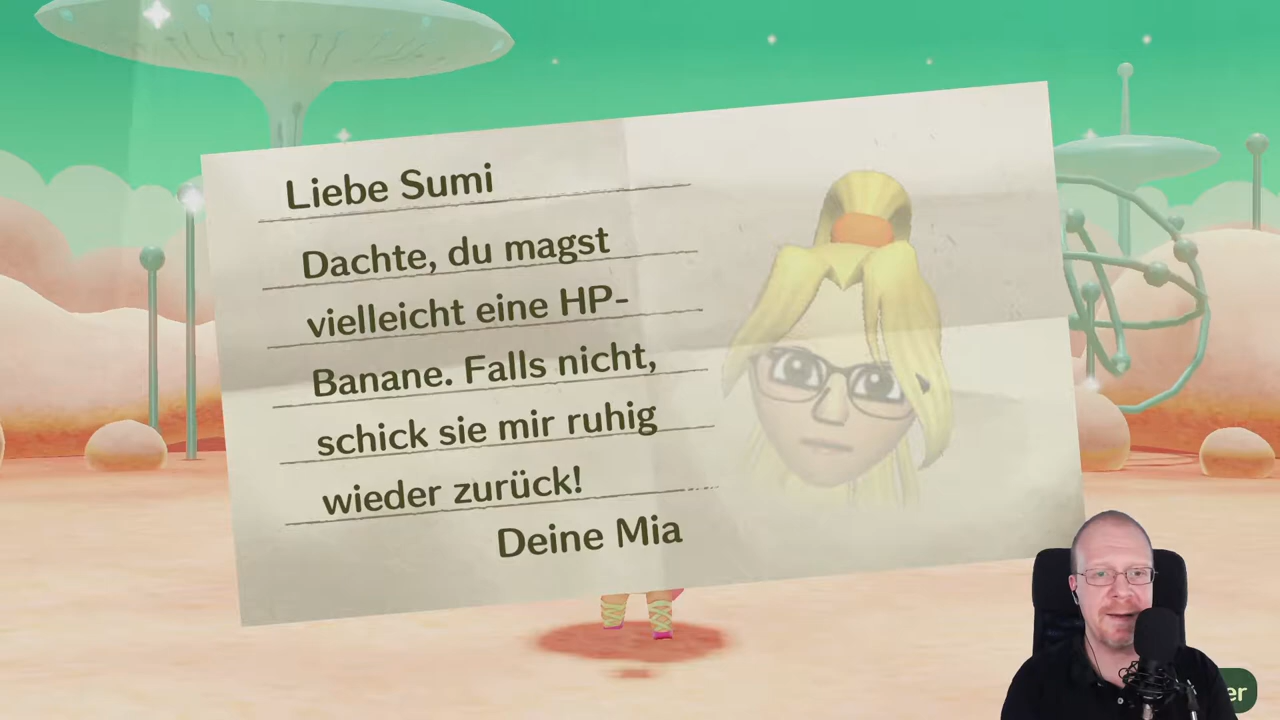 Liebe Sumi
Dachte, du magst
vielleicht eine HP-
Banane. Falls nicht,
schick sie mir ruhig
wieder zurück!
Deine Mia
er